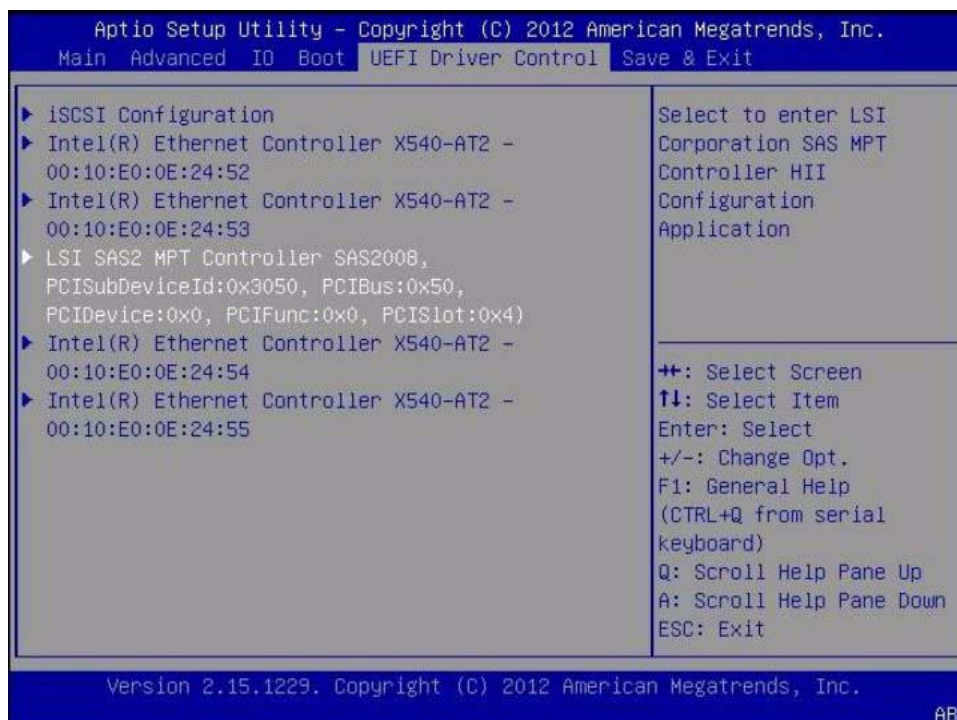 Aptio Setup Utility – Copyright (C) 2012 American Megatrends, Inc.
Main Advanced IO Boot UEFI Driver Control Save & Exit
iSCSI Configuration
Intel(R) Ethernet Controller X540-AT2 –
00:10:E0:0E:24:52
Intel(R) Ethernet Controller X540-AT2 –
00:10:E0:0E:24:53
LSI SAS2 MPT Controller SAS2008,
PCISubDeviceId:0x3050, PCIBus:0x50,
PCIDevice:0x0, PCIFunc:0x0, PCISlot:0x4)
Intel(R) Ethernet Controller X540-AT2 –
00:10:E0:0E:24:54
Intel(R) Ethernet Controller X540-AT2 –
00:10:E0:0E:24:55
Select to enter LSI
Corporation SAS MPT
Controller HII
Configuration
Application
→←: Select Screen
↑↓: Select Item
Enter: Select
+/-: Change Opt.
F1: General Help
(CTRL+Q from serial
keyboard)
Q: Scroll Help Pane Up
A: Scroll Help Pane Down
ESC: Exit
Version 2.15.1229. Copyright (C) 2012 American Megatrends, Inc.
AB